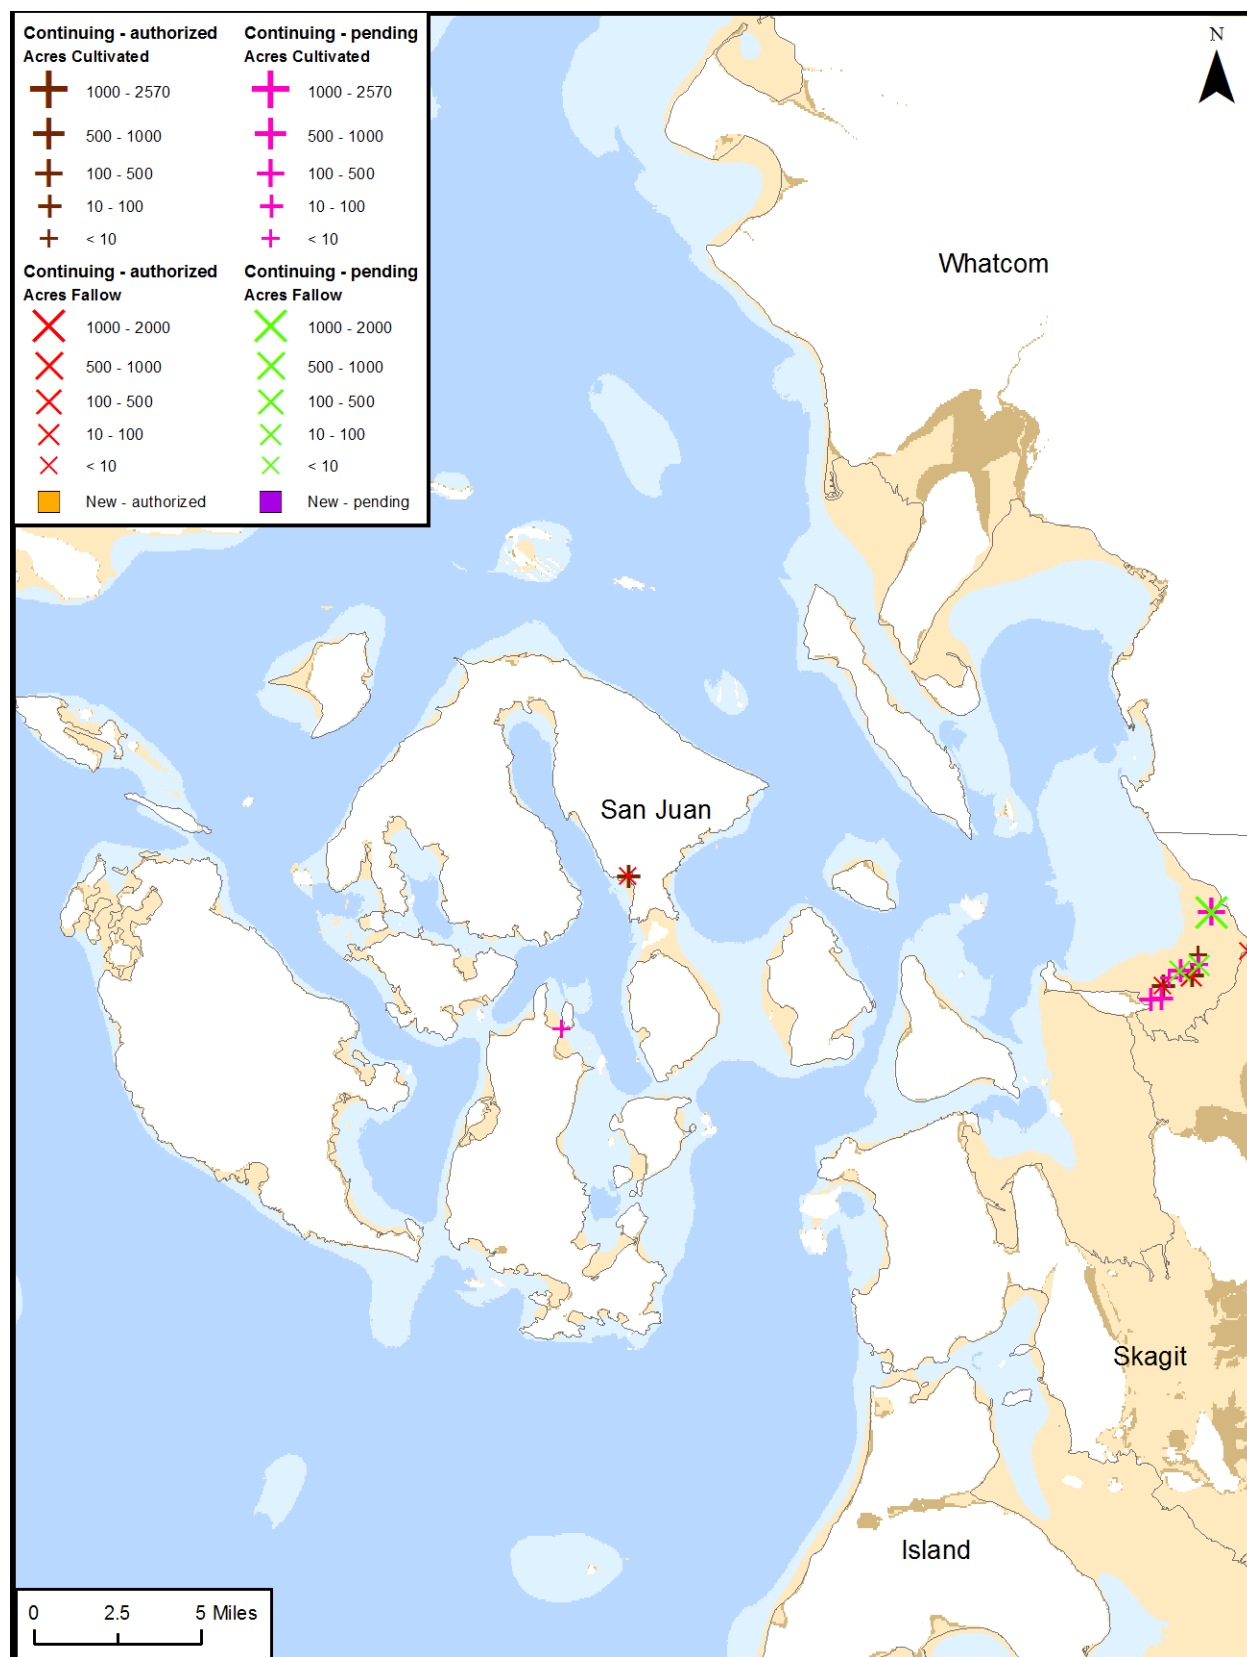 Continuing - authorized
Acres Cultivated
1000 - 2570
500 - 1000
100 - 500
10 - 100
< 10
Continuing - pending
Acres Cultivated
1000 - 2570
500 - 1000
100 - 500
10 - 100
< 10
Continuing - authorized
Acres Fallow
1000 - 2000
500 - 1000
100 - 500
10 - 100
< 10
New - authorized
Continuing - pending
Acres Fallow
1000 - 2000
500 - 1000
100 - 500
10 - 100
< 10
New - pending
N
Whatcom
San Juan
Skagit
Island
0 2.5 5 Miles